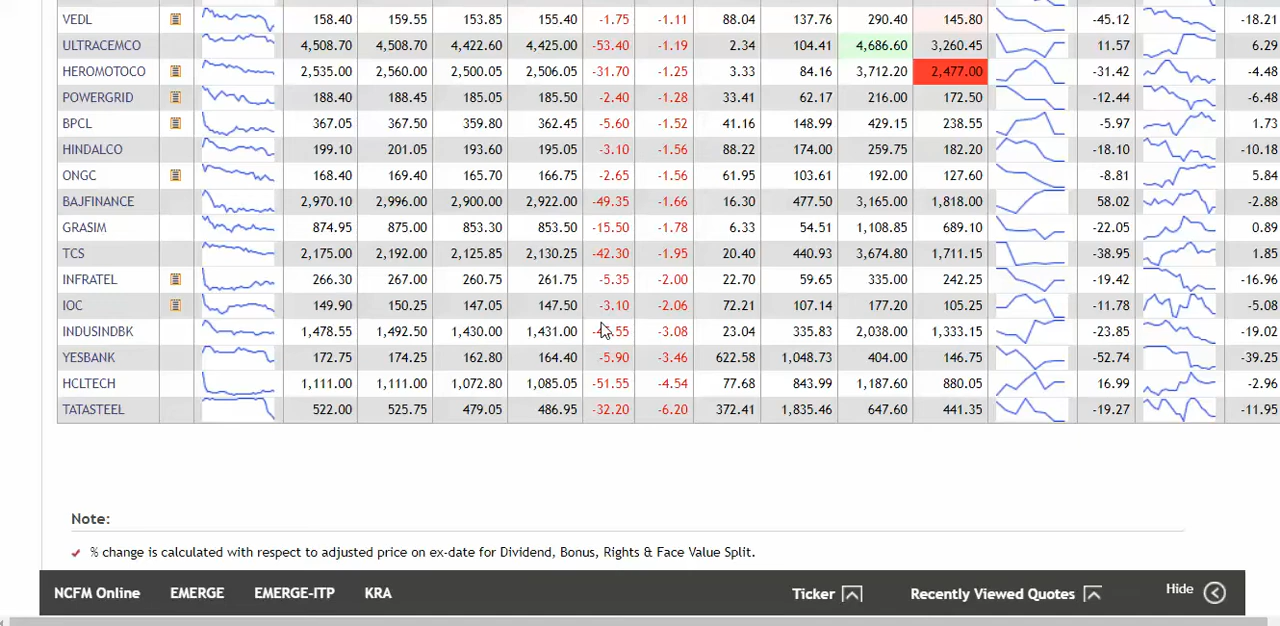 VEDL 158.40 159.55 153.85 155.40 -1.75 -1.11 88.04 137.76 290.40 145.80 -45.12 -18.21
ULTRACEMCO 4,508.70 4,508.70 4,422.60 4,425.00 -53.40 -1.19 2.34 104.41 4,686.60 3,260.45 11.57 6.29
HEROMOTOCO 2,535.00 2,560.00 2,500.05 2,506.05 -31.70 -1.25 3.33 84.16 3,712.20 2,477.00 -31.42 -4.48
POWERGRID 188.40 188.45 185.05 185.50 -2.40 -1.28 33.41 62.17 216.00 172.50 -12.44 -6.48
BPCL 367.05 367.50 359.80 362.45 -5.60 -1.52 41.16 148.99 429.15 238.55 -5.97 1.73
HINDALCO 199.10 201.05 193.60 195.05 -3.10 -1.56 88.22 174.00 259.75 182.20 -18.10 -10.18
ONGC 168.40 169.40 165.70 166.75 -2.65 -1.56 61.95 103.61 192.00 127.60 -8.81 5.84
BAJFINANCE 2,970.10 2,996.00 2,900.00 2,922.00 -49.35 -1.66 16.30 477.50 3,165.00 1,818.00 58.02 -2.88
GRASIM 874.95 875.00 853.30 853.50 -15.50 -1.78 6.33 54.51 1,108.85 689.10 -22.05 0.89
TCS 2,175.00 2,192.00 2,125.85 2,130.25 -42.30 -1.95 20.40 440.93 3,674.80 1,711.15 -38.95 1.85
INFRATEL 266.30 267.00 260.75 261.75 -5.35 -2.00 22.70 59.65 335.00 242.25 -19.42 -16.96
IOC 149.90 150.25 147.05 147.50 -3.10 -2.06 72.21 107.14 177.20 105.25 -11.78 -5.08
INDUSINDBK 1,478.55 1,492.50 1,430.00 1,431.00 -3.08 23.04 335.83 2,038.00 1,333.15 -23.85 -19.02
YESBANK 172.75 174.25 162.80 164.40 -5.90 -3.46 622.58 1,048.73 404.00 146.75 -52.74 -39.25
HCLTECH 1,111.00 1,111.00 1,072.80 1,085.05 -51.55 -4.54 77.68 843.99 1,187.60 880.05 16.99 -2.96
TATASTEEL 522.00 525.75 479.05 486.95 -32.20 -6.20 372.41 1,835.46 647.60 441.35 -19.27 -11.95
Note:
% change is calculated with respect to adjusted price on ex-date for Dividend, Bonus, Rights & Face Value Split.
NCFM Online EMERGE EMERGE-ITP KRA Ticker Recently Viewed Quotes Hide